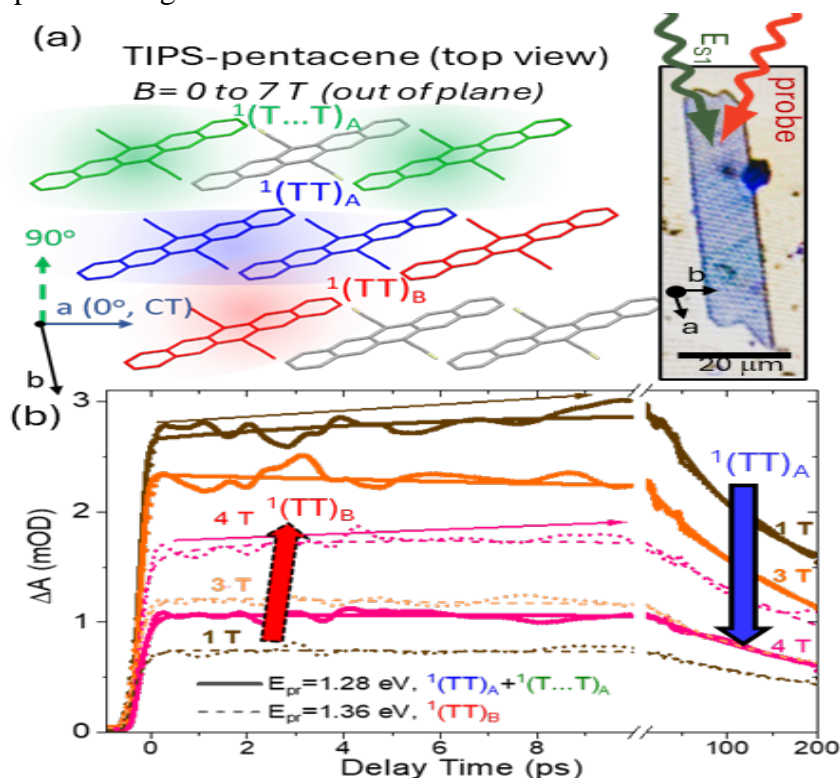 (a)
TIPS-pentacene (top view)
B= 0 to 7 T (out of plane)
¹(T...T)A
¹(TT)A
¹(TT)B
90°
a (0°, CT)
b
ES1
probe
b
a
20 µm
(b)
¹(TT)A
4 T ¹(TT)B
3 T
1 T
1 T
3 T
4 T
Epr=1.28 eV, ¹(TT)A+¹(T...T)A
Epr=1.36 eV, ¹(TT)B
ΔA (mOD)
3
2
1
0
0 2 4 6 8 100 200
Delay Time (ps)